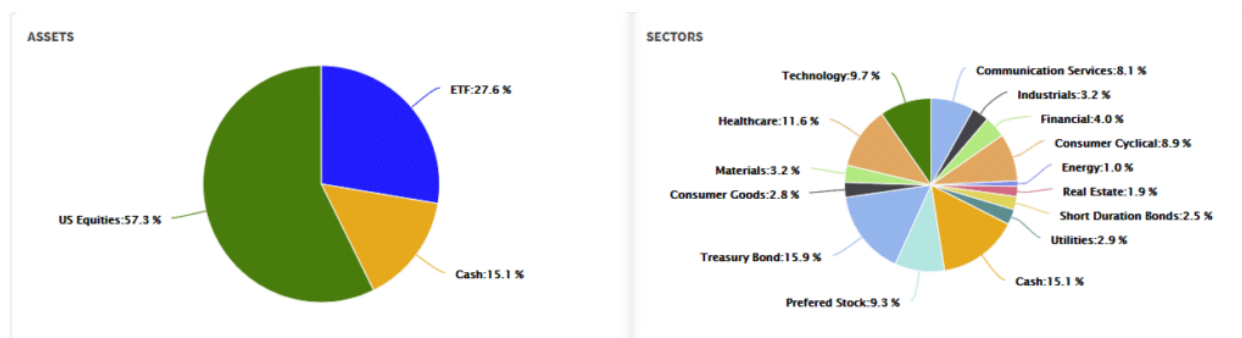 ASSETS
ETF:27.6 %
US Equities:57.3 %
Cash:15.1 %
SECTORS
Technology:9.7 %
Communication Services:8.1 %
Industrials:3.2 %
Healthcare:11.6 %
Financial:4.0 %
Consumer Cyclical:8.9 %
Materials:3.2 %
Energy:1.0 %
Consumer Goods:2.8 %
Real Estate:1.9 %
Short Duration Bonds:2.5 %
Utilities:2.9 %
Treasury Bond:15.9 %
Cash:15.1 %
Prefered Stock:9.3 %